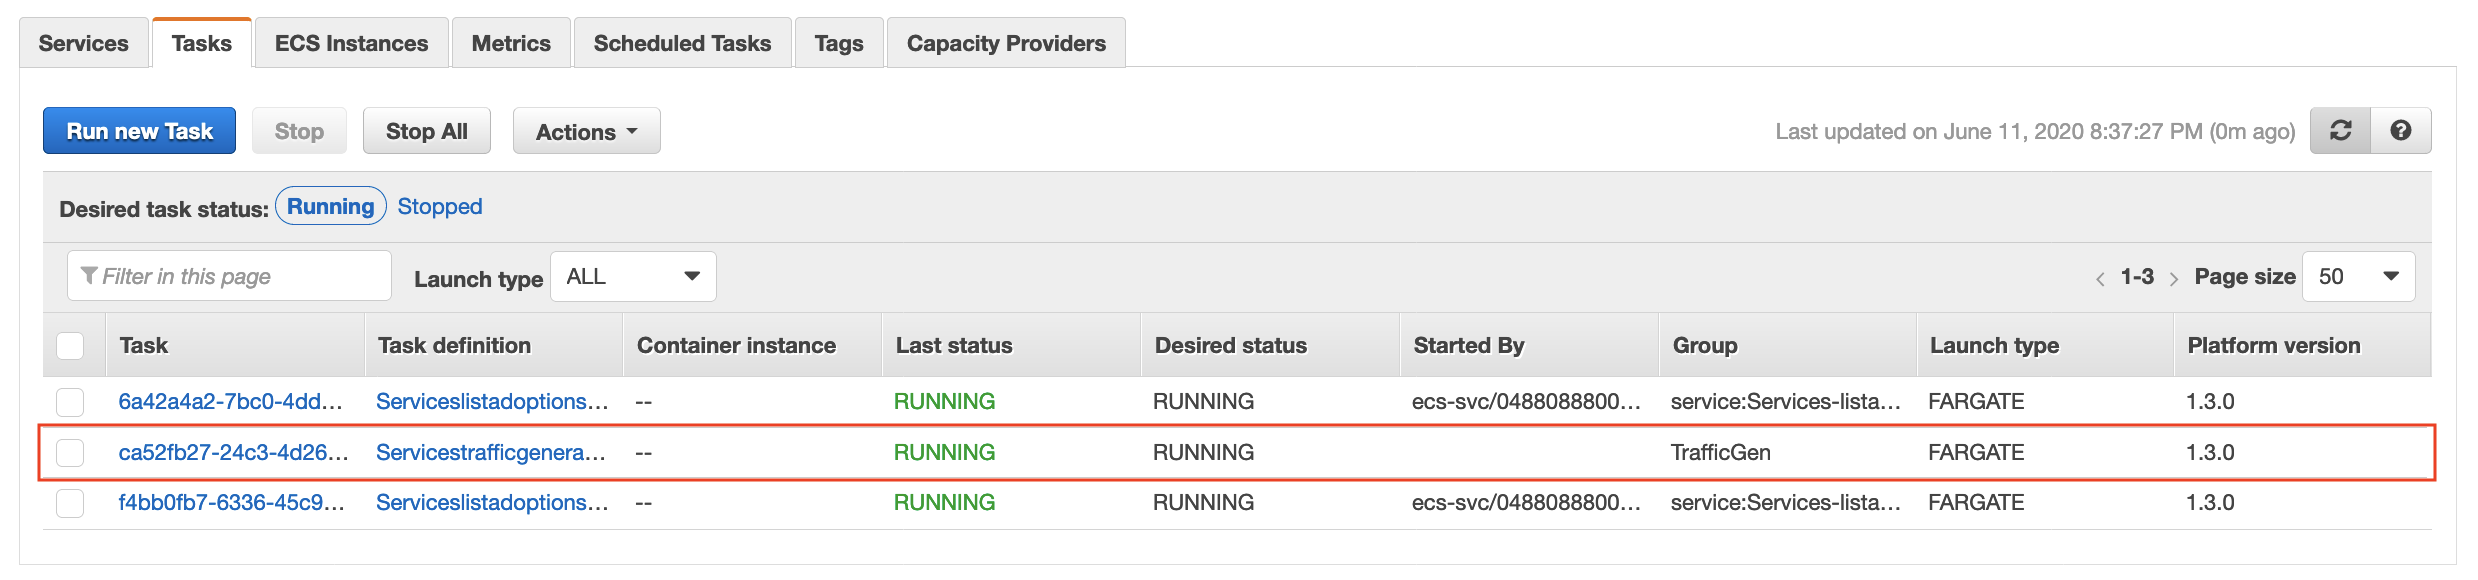 Services Tasks ECS Instances Metrics Scheduled Tasks Tags Capacity Providers
Run new Task Stop Stop All Actions Last updated on June 11, 2020 8:37:27 PM (0m ago)
Desired task status: Running Stopped
Filter in this page Launch type ALL < 1-3 > Page size 50
Task Task definition Container instance Last status Desired status Started By Group Launch type Platform version
6a42a4a2-7bc0-4dd... Serviceslistadoptions... -- RUNNING RUNNING ecs-svc/0488088800... service:Services-lista... FARGATE 1.3.0
ca52fb27-24c3-4d26... Servicestrafficgenera... -- RUNNING RUNNING TrafficGen FARGATE 1.3.0
f4bb0fb7-6336-45c9... Serviceslistadoptions... -- RUNNING RUNNING ecs-svc/0488088800... service:Services-lista... FARGATE 1.3.0